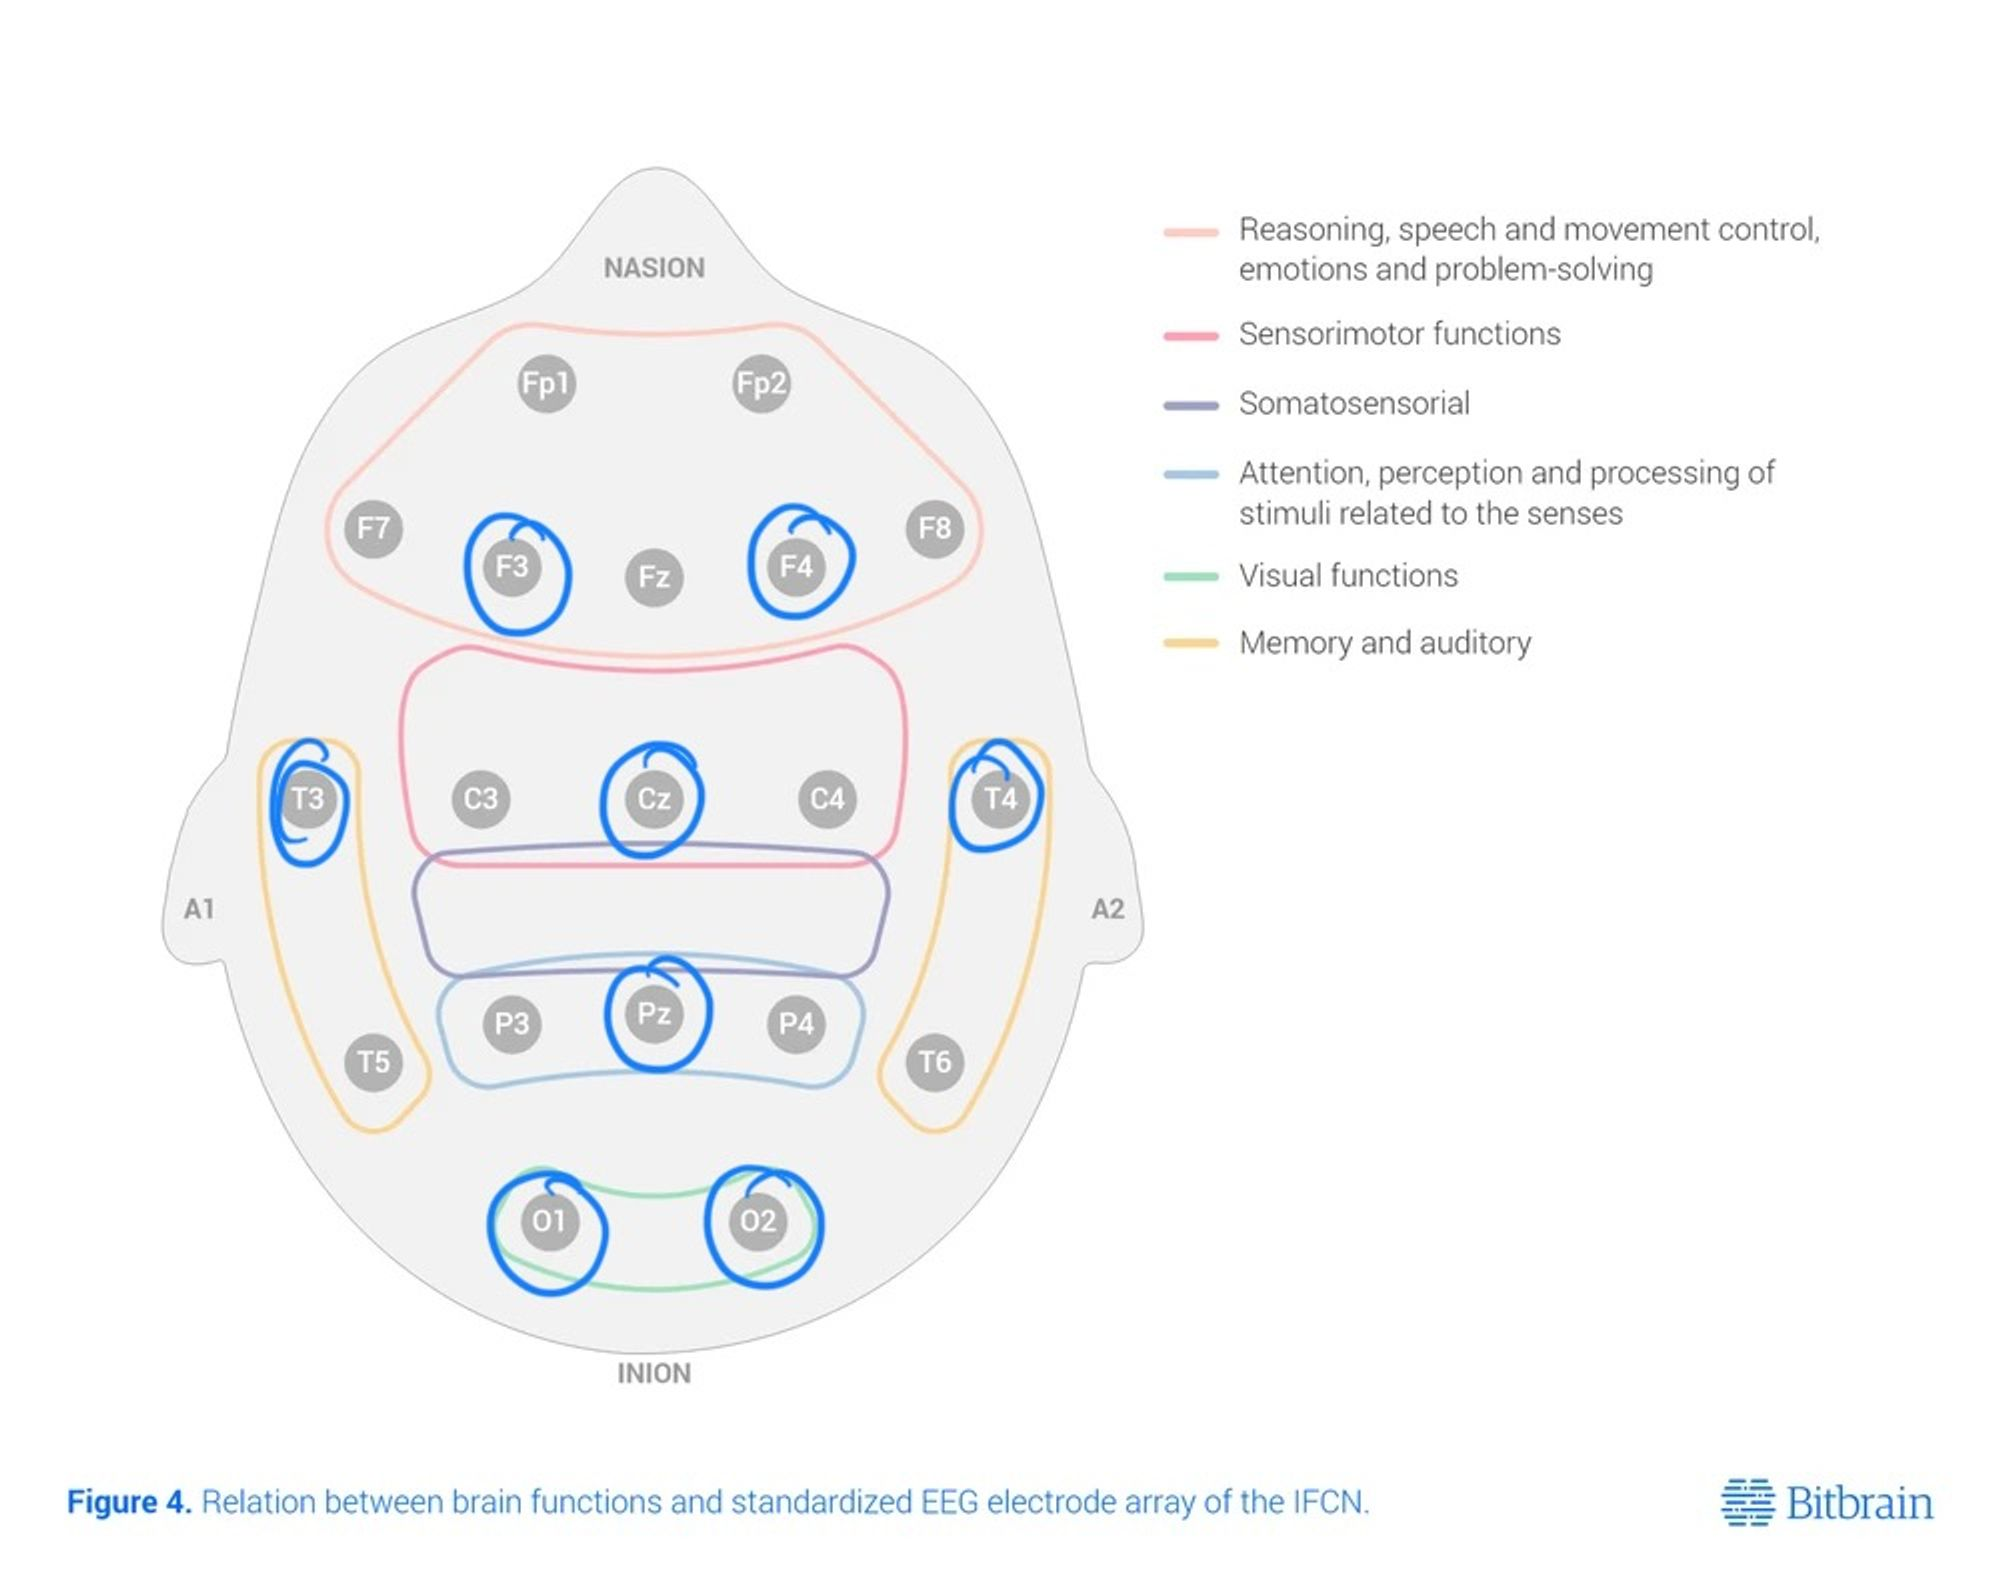 NASION
Fp1 Fp2
F7 F3 Fz F4 F8
T3 C3 Cz C4 T4
A1 A2
P3 Pz P4
T5 T6
O1 O2
INION
Reasoning, speech and movement control,
emotions and problem-solving
Sensorimotor functions
Somatosensorial
Attention, perception and processing of
stimuli related to the senses
Visual functions
Memory and auditory
Figure 4. Relation between brain functions and standardized EEG electrode array of the IFCN.
Bitbrain